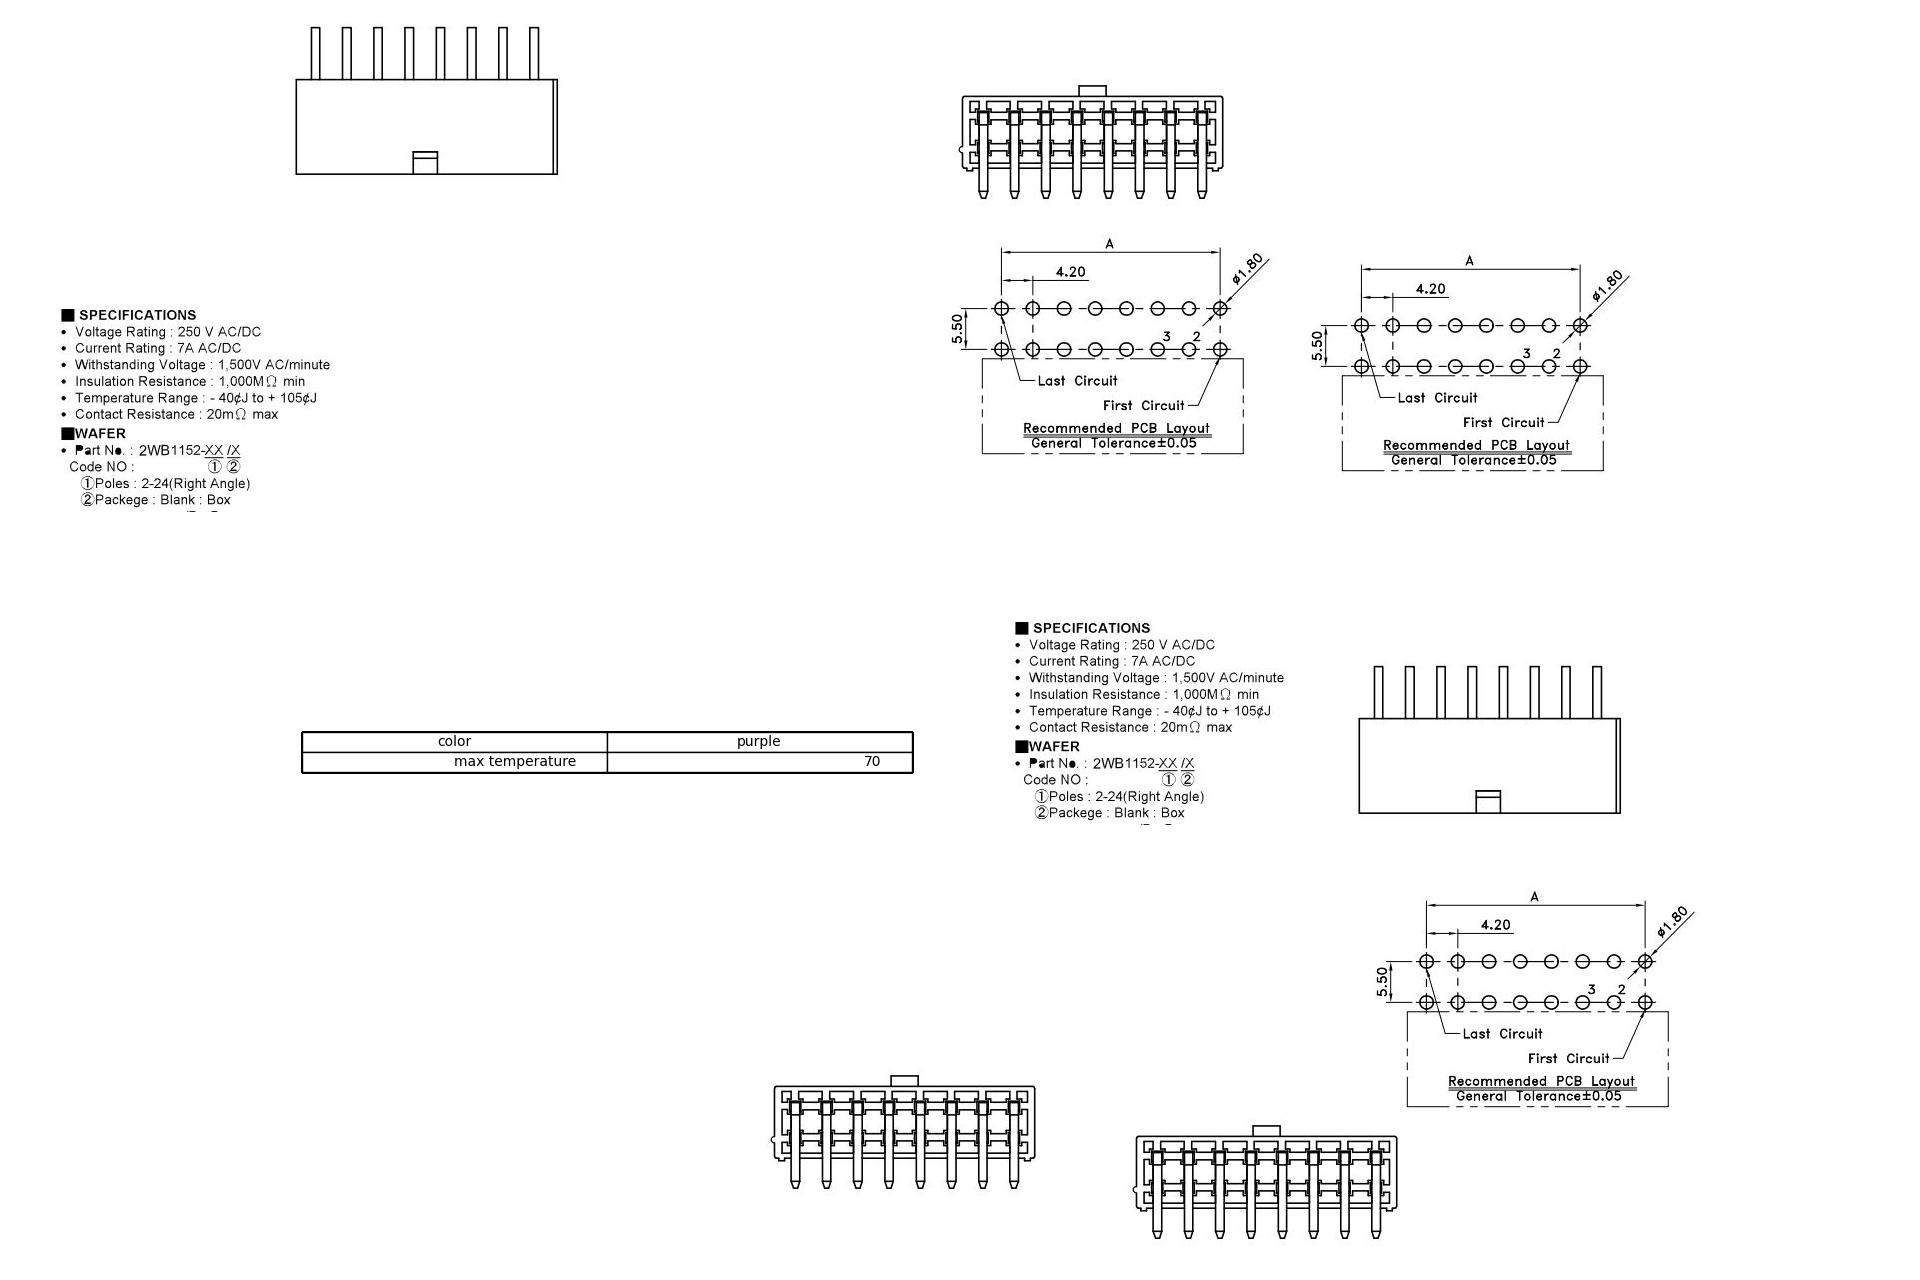 A
4.20
ø1.80
5.50
3 2
Last Circuit
First Circuit
Recommended PCB Layout
General Tolerance±0.05
A
4.20
ø1.80
5.50
3 2
Last Circuit
First Circuit
Recommended PCB Layout
General Tolerance±0.05
■ SPECIFICATIONS
• Voltage Rating : 250 V AC/DC
• Current Rating : 7A AC/DC
• Withstanding Voltage : 1,500V AC/minute
• Insulation Resistance : 1,000MΩ min
• Temperature Range : - 40¢J to + 105¢J
• Contact Resistance : 20mΩ max
■WAFER
• Part No. : 2WB1152-XX /X
Code NO : ① ②
①Poles : 2-24(Right Angle)
②Packege : Blank : Box
color purple
max temperature 70
■ SPECIFICATIONS
• Voltage Rating : 250 V AC/DC
• Current Rating : 7A AC/DC
• Withstanding Voltage : 1,500V AC/minute
• Insulation Resistance : 1,000MΩ min
• Temperature Range : - 40¢J to + 105¢J
• Contact Resistance : 20mΩ max
■WAFER
• Part No. : 2WB1152-XX /X
Code NO : ① ②
①Poles : 2-24(Right Angle)
②Packege : Blank : Box
A
4.20
ø1.80
5.50
3 2
Last Circuit
First Circuit
Recommended PCB Layout
General Tolerance±0.05